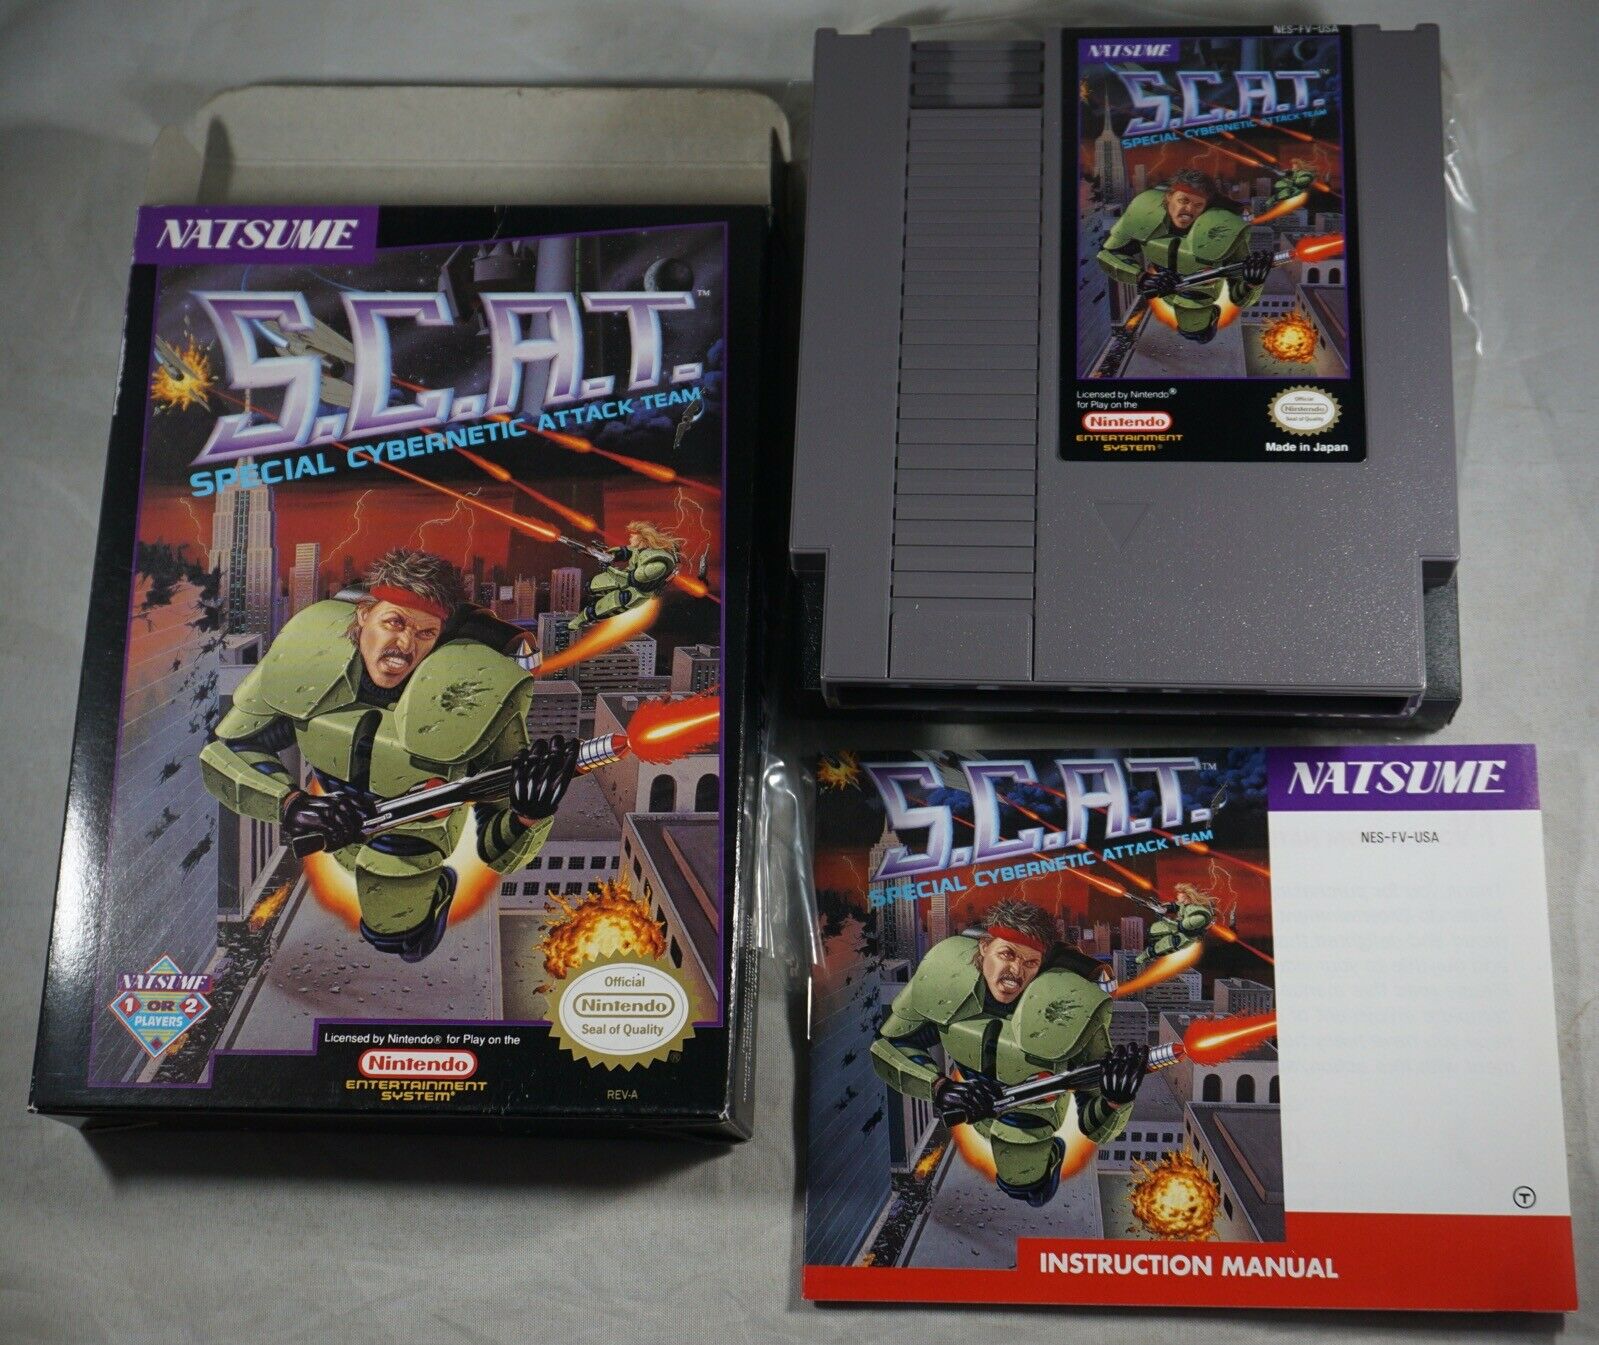 NATSUME
S.C.A.T.™
SPECIAL CYBERNETIC ATTACK TEAM
NATSUME
1 OR 2
PLAYERS
Licensed by Nintendo® for Play on the
Nintendo
ENTERTAINMENT
SYSTEM®
Official
Nintendo
Seal of Quality
®
REV-A
NES-FV-USA
NATSUME
S.C.A.T.™
SPECIAL CYBERNETIC ATTACK TEAM
Licensed by Nintendo®
for Play on the
Nintendo
ENTERTAINMENT
SYSTEM®
Official
Nintendo
Seal of Quality
Made in Japan
S.C.A.T.™
SPECIAL CYBERNETIC ATTACK TEAM
NATSUME
NES-FV-USA
T
INSTRUCTION MANUAL